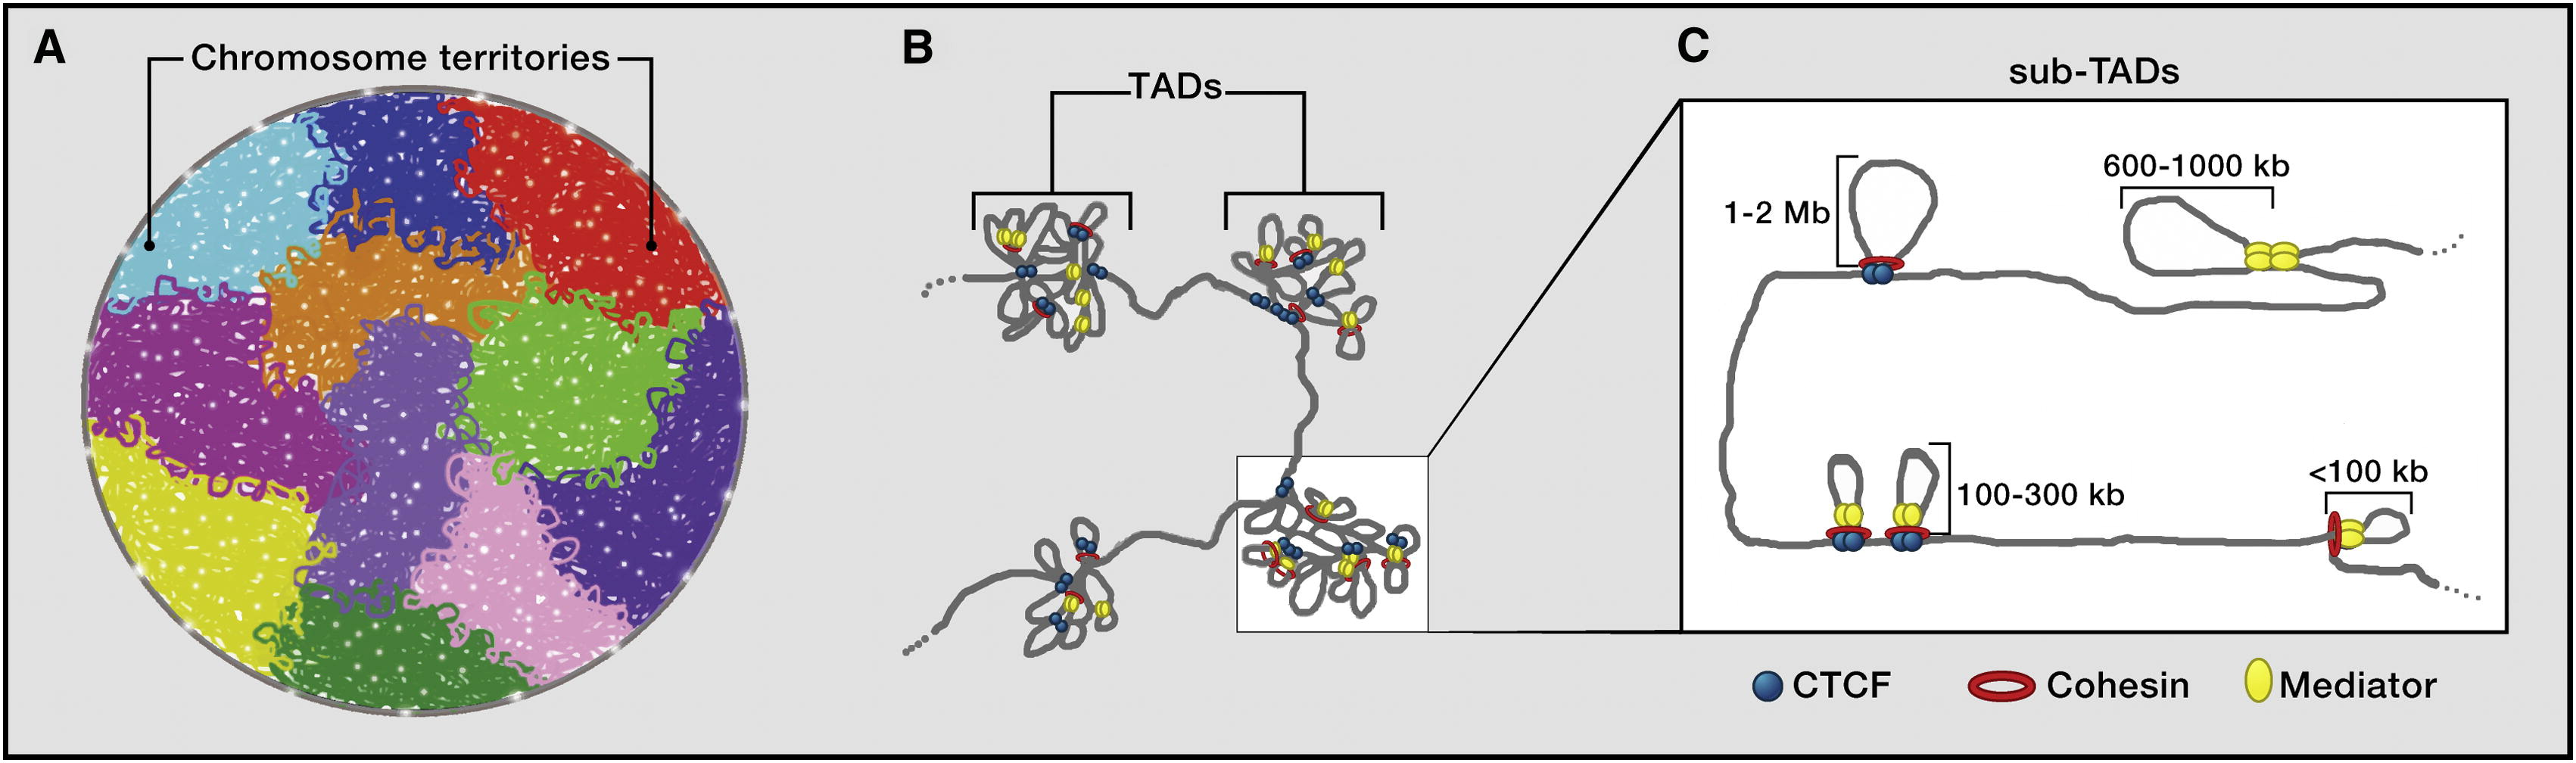 A
Chromosome territories
B
TADs
C
sub-TADs
1-2 Mb
600-1000 kb
100-300 kb
<100 kb
CTCF
Cohesin
Mediator